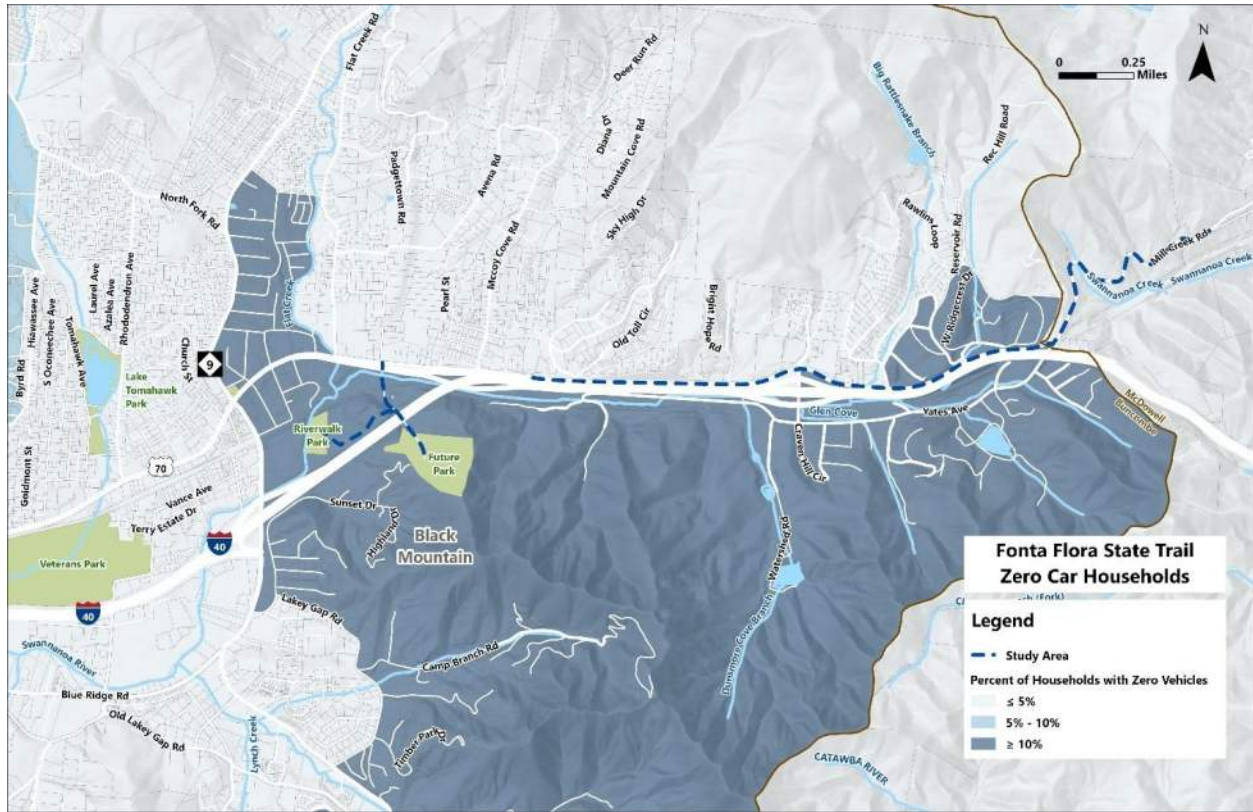 Flat Creek Rd
Deer Run Rd
N
0 0.25
Miles
Big Rattlesnake Branch
Rec Hill Road
Diana Dr
Mountain Cove Rd
Padgettown Rd
Avena Rd
North Fork Rd
Sky High Dr
Mccoy Cove Rd
Rawlins Loop
Reservoir Rd
Mill Creek Rd
Swannanoa Creek
Swannanoa Creek
Byrd Rd
Hiawassee Ave
S Oconeechee Ave
Tomahawk Ave
Laurel Ave
Azalea Ave
Rhododendron Ave
Flat Creek
Pearl St
Old Toll Cir
Bright Hope Rd
W Ridgecrest Dr
Church St
9
Lake
Tomahawk
Park
McDowell
Buncombe
Glen Cove
Yates Ave
Craven Hill Cir
Riverwalk
Park
Future
Park
Goldmont St
70
Vance Ave
Terry Estate Dr
Sunset Dr
Highland Dr
Black
Mountain
40
Veterans Park
40
Watershed Rd
Dunsmore Cove Branch
Lakey Gap Rd
Camp Branch Rd
Swannanoa River
Blue Ridge Rd
Old Lakey Gap Rd
Lynch Creek
Timber Park Dr
Fonta Flora State Trail
Zero Car Households
(Fork)
Legend
Study Area
Percent of Households with Zero Vehicles
≤ 5%
5% - 10%
≥ 10%
CATAWBA RIVER